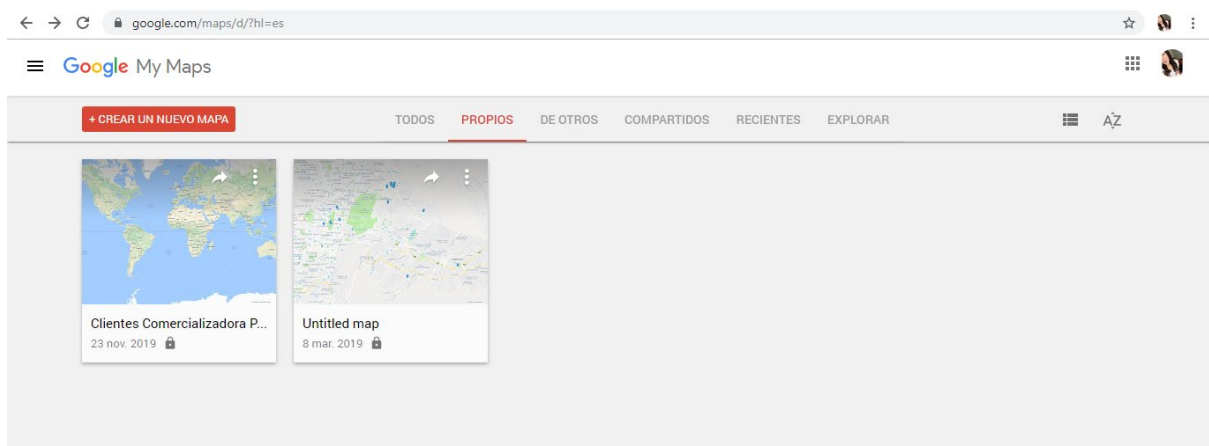 google.com/maps/d/?hl=es
Google My Maps
+ CREAR UN NUEVO MAPA
TODOS PROPIOS DE OTROS COMPARTIDOS RECIENTES EXPLORAR
AZ
Clientes Comercializadora P... Untitled map
23 nov. 2019 8 mar. 2019